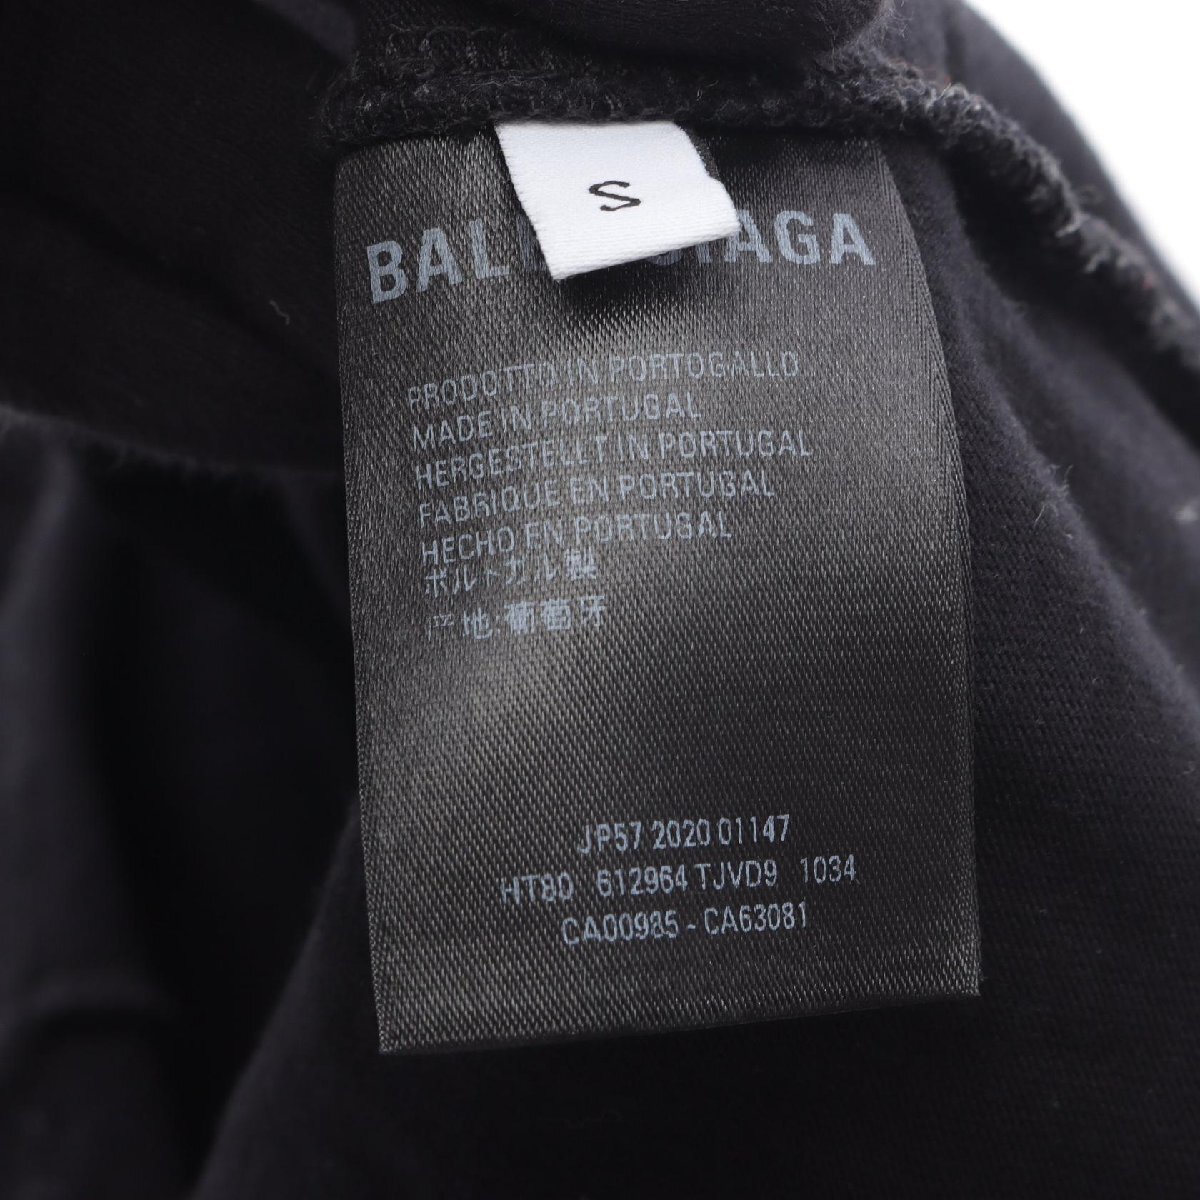 S
PRODOTTO IN PORTOGALLO
MADE IN PORTUGAL
HERGESTELLT IN PORTUGAL
FABRIQUE EN PORTUGAL
HECHO EN PORTUGAL
ポルトガル製
产地:葡萄牙
JP57 2020 01147
HT80 612964 TJVD9 1034
CA00985 - CA63081